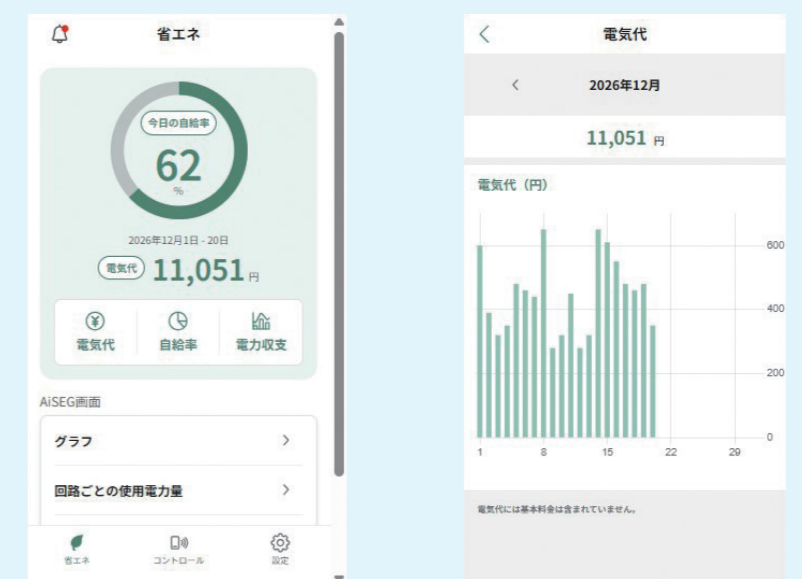 省エネ
今日の自給率
62
%
2026年12月1日 - 20日
電気代 11,051 円
電気代 自給率 電力収支
AiSEG画面
グラフ
回路ごとの使用電力量
省エネ コントロール 設定
電気代
2026年12月
11,051 円
電気代（円）
600
400
200
0
1 8 15 22 29
電気代には基本料金は含まれていません。